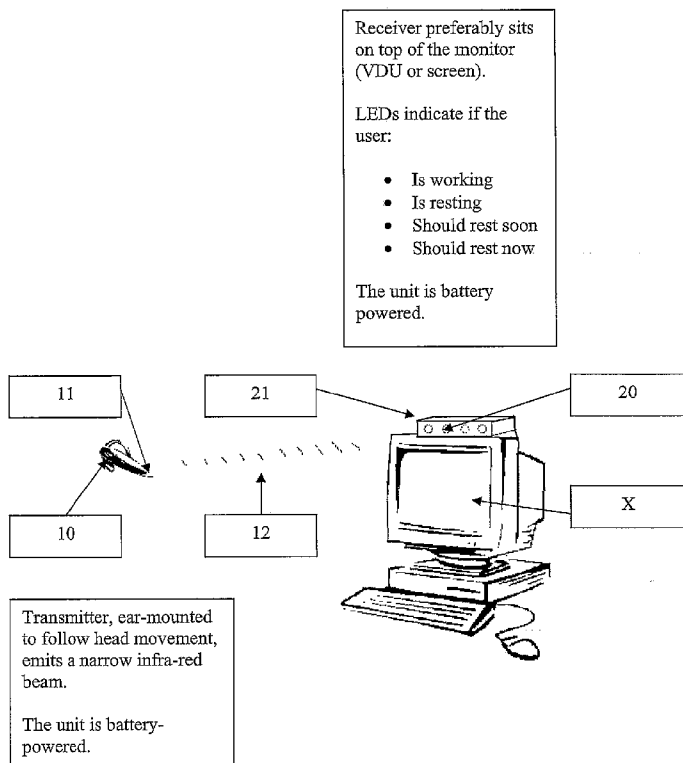 Receiver preferably sits
on top of the monitor
(VDU or screen).
LEDs indicate if the
user:
• Is working
• Is resting
• Should rest soon
• Should rest now
The unit is battery
powered.
11
21
20
10
12
X
Transmitter, ear-mounted
to follow head movement,
emits a narrow infra-red
beam.
The unit is battery-
powered.